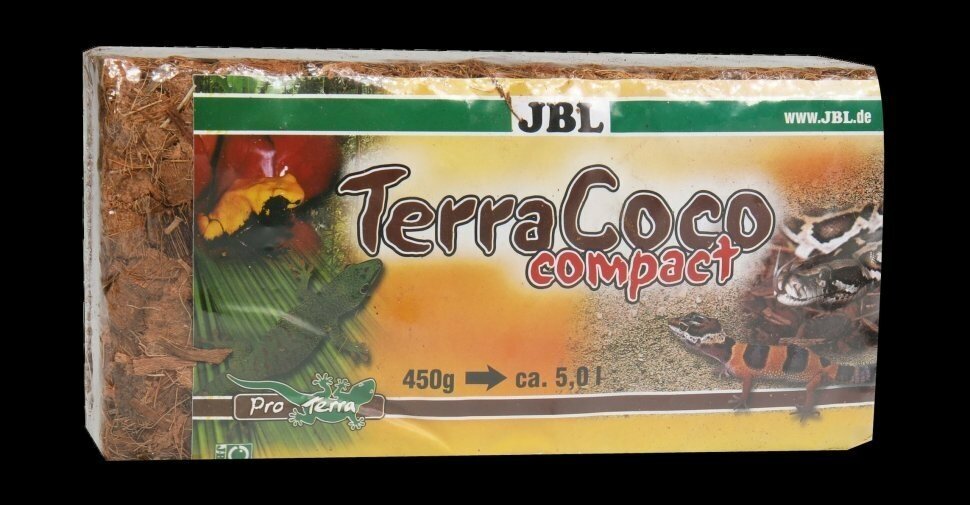 JBL
www.JBL.de
TerraCoco
compact
450g → ca. 5,0 l
Pro Terra